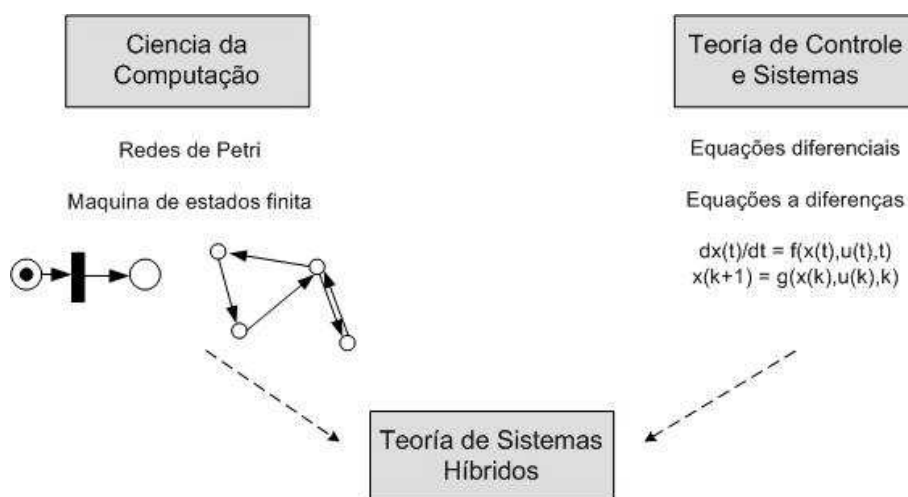 Ciencia da
Computação
Redes de Petri
Maquina de estados finita
Teoría de Controle
e Sistemas
Equações diferenciais
Equações a diferenças
dx(t)/dt = f(x(t),u(t),t)
x(k+1) = g(x(k),u(k),k)
Teoría de Sistemas
Híbridos